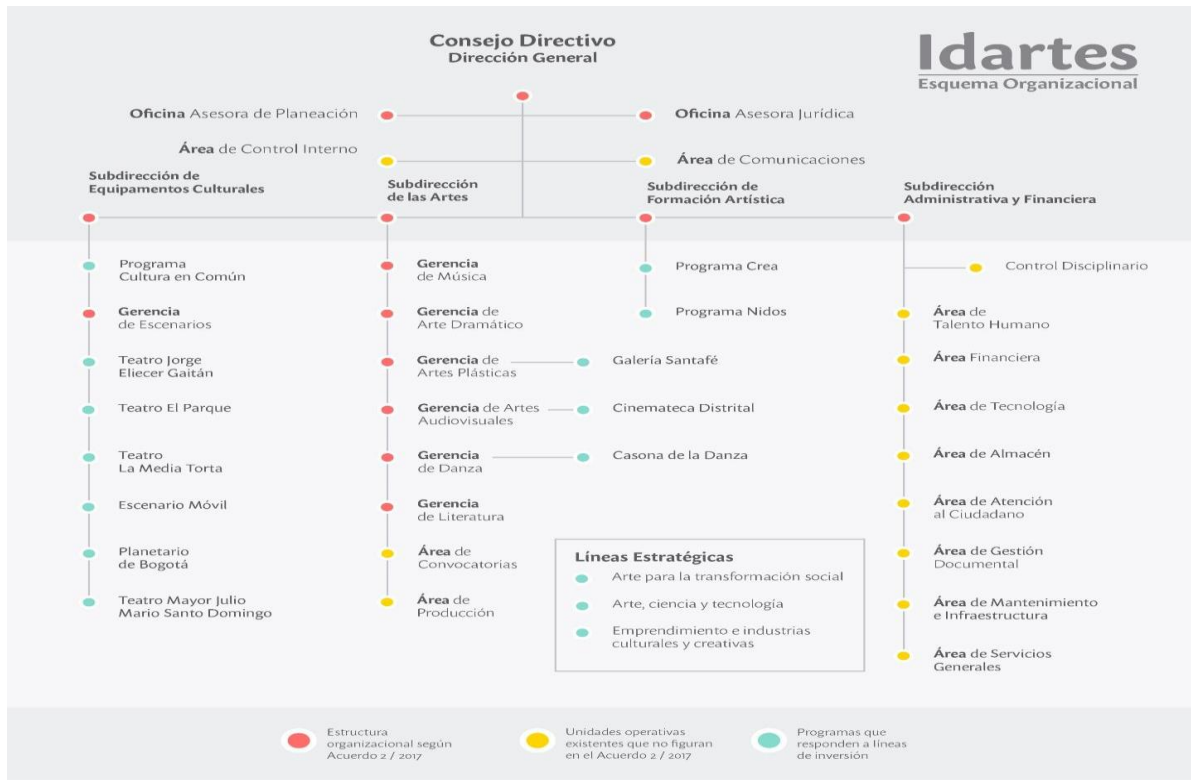 Consejo Directivo
Dirección General
Idartes
Esquema Organizacional
Oficina Asesora de Planeación
Oficina Asesora Jurídica
Área de Control Interno
Área de Comunicaciones
Subdirección de
Equipamentos Culturales
Subdirección
de las Artes
Subdirección de
Formación Artística
Subdirección
Administrativa y Financiera
Programa
Cultura en Común
Gerencia
de Escenarios
Teatro Jorge
Eliecer Gaitán
Teatro El Parque
Teatro
La Media Torta
Escenario Móvil
Planetario
de Bogotá
Teatro Mayor Julio
Mario Santo Domingo
Gerencia
de Música
Gerencia de
Arte Dramático
Gerencia de
Artes Plásticas
Gerencia de Artes
Audiovisuales
Gerencia
de Danza
Gerencia
de Literatura
Área de
Convocatorias
Área de
Producción
Programa Crea
Programa Nidos
Galería Santafé
Cinemateca Distrital
Casona de la Danza
Líneas Estratégicas
Arte para la transformación social
Arte, ciencia y tecnología
Emprendimiento e industrias
culturales y creativas
Control Disciplinario
Área de
Talento Humano
Área Financiera
Área de Tecnología
Área de Almacén
Área de Atención
al Ciudadano
Área de Gestión
Documental
Área de Mantenimiento
e Infraestructura
Área de Servicios
Generales
Estructura
organizacional según
Acuerdo 2 / 2017
Unidades operativas
existentes que no figuran
en el Acuerdo 2 / 2017
Programas que
responden a líneas
de inversión